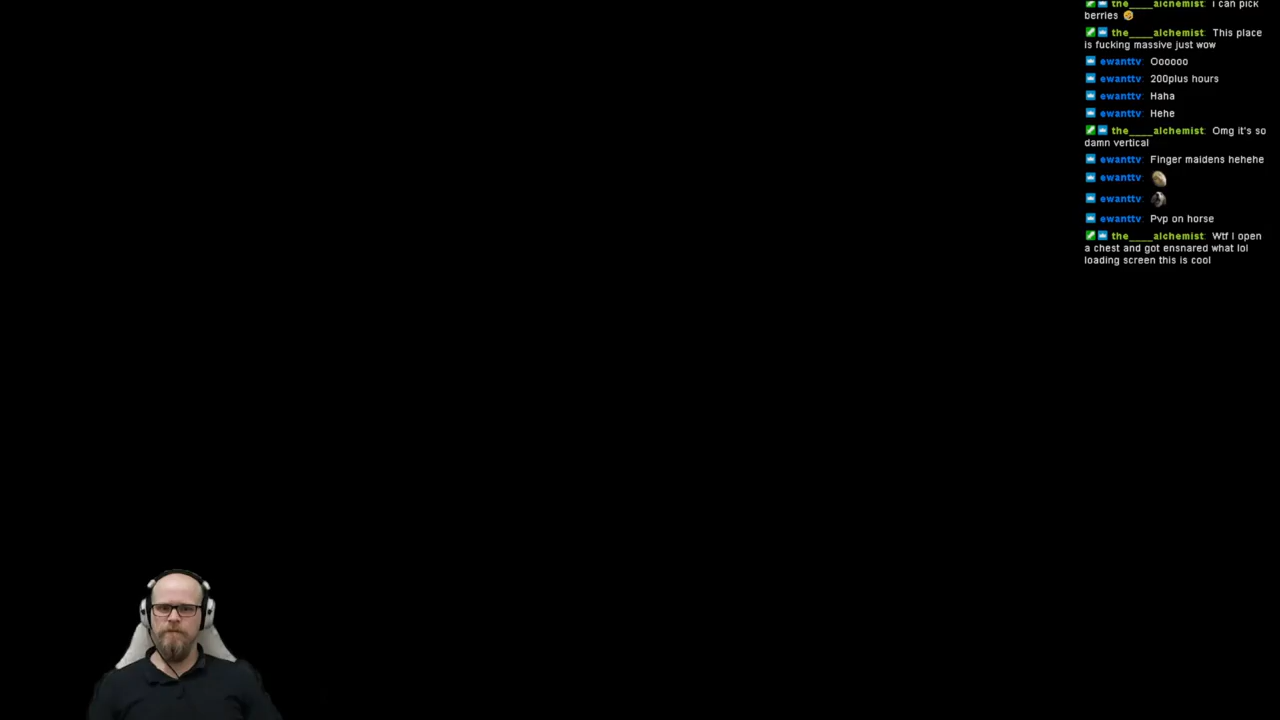 the____alchemist: I can pick
berries
the____alchemist: This place
is fucking massive just wow
ewanttv: Oooooo
ewanttv: 200plus hours
ewanttv: Haha
ewanttv: Hehe
the____alchemist: Omg it's so
damn vertical
ewanttv: Finger maidens hehehe
ewanttv:
ewanttv:
ewanttv: Pvp on horse
the____alchemist: Wtf I open
a chest and got ensnared what lol
loading screen this is cool